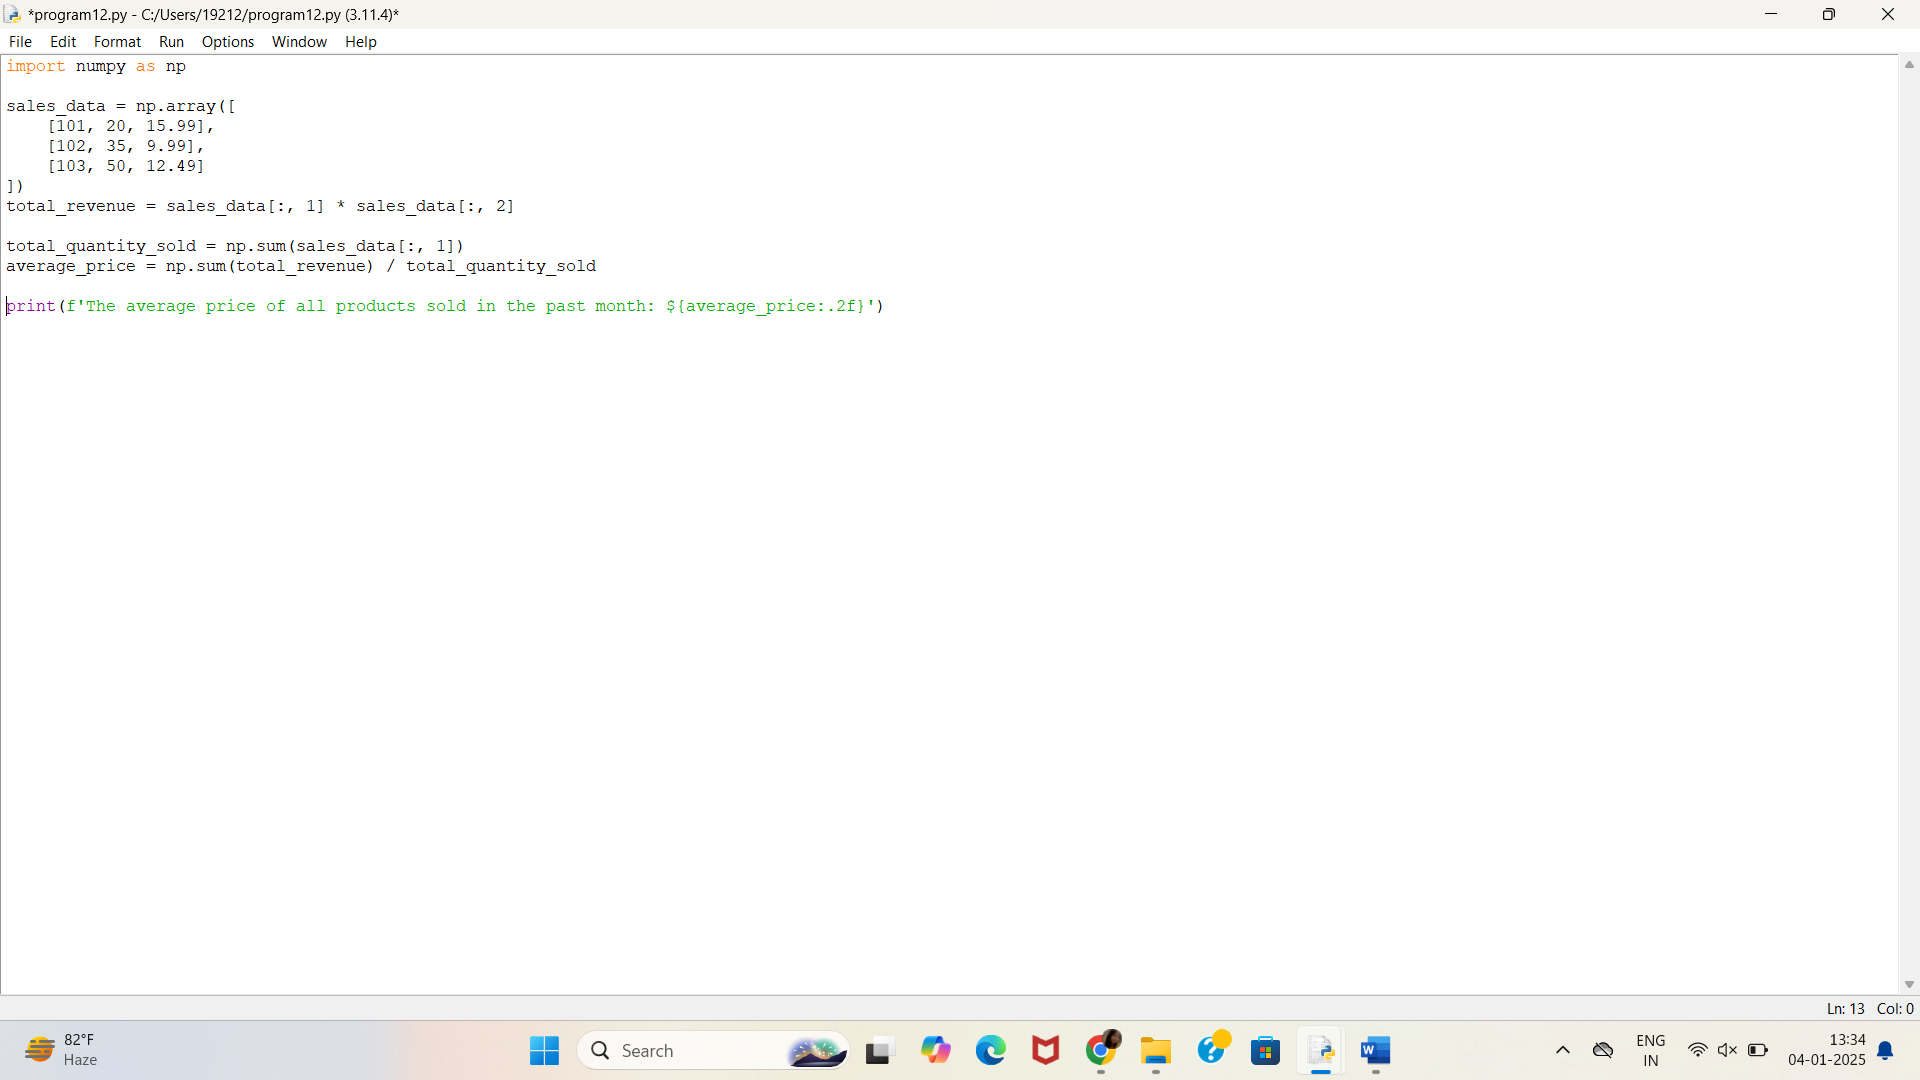 *program12.py - C:/Users/19212/program12.py (3.11.4)*
File Edit Format Run Options Window Help
import numpy as np
sales_data = np.array([
    [101, 20, 15.99],
    [102, 35, 9.99],
    [103, 50, 12.49]
])
total_revenue = sales_data[:, 1] * sales_data[:, 2]
total_quantity_sold = np.sum(sales_data[:, 1])
average_price = np.sum(total_revenue) / total_quantity_sold
print(f'The average price of all products sold in the past month: ${average_price:.2f}')
Ln: 13 Col: 0
82°F
Haze
Search
ENG
IN
13:34
04-01-2025